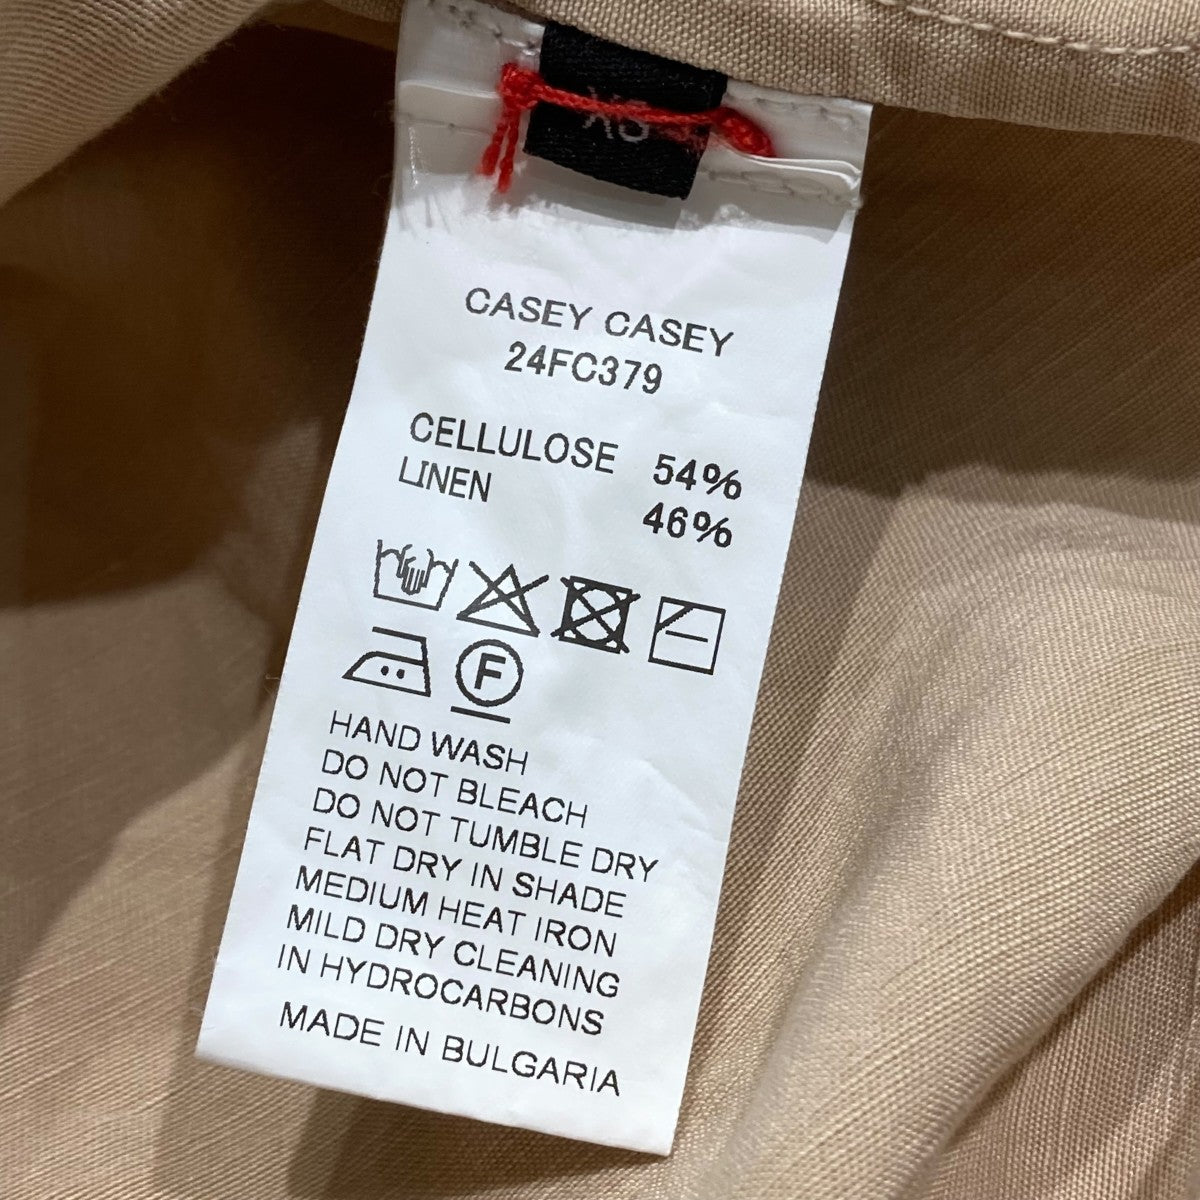 XS
CASEY CASEY
24FC379
CELLULOSE 54%
LINEN 46%
F
HAND WASH
DO NOT BLEACH
DO NOT TUMBLE DRY
FLAT DRY IN SHADE
MEDIUM HEAT IRON
MILD DRY CLEANING
IN HYDROCARBONS
MADE IN BULGARIA